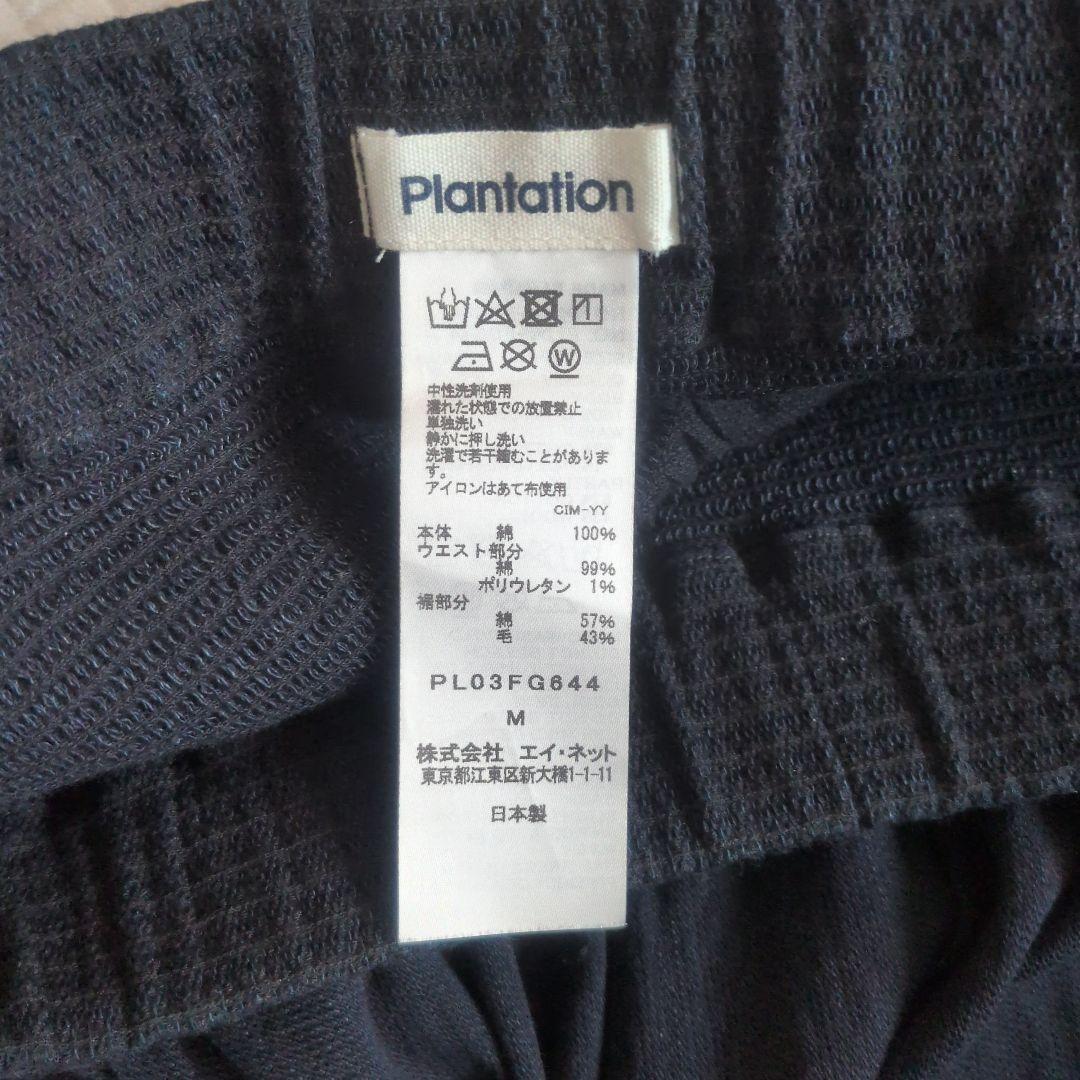 Plantation
W
中性洗剤使用
濡れた状態での放置禁止
単独洗い
静かに押し洗い
洗濯で若干縮むことがありま
す。
アイロンはあて布使用
CIM-YY
本体 綿 100%
ウエスト部分
綿 99%
ポリウレタン 1%
裾部分
綿 57%
毛 43%
PL03FG644
M
株式会社 エイ・ネット
東京都江東区新大橋1-1-11
日本製